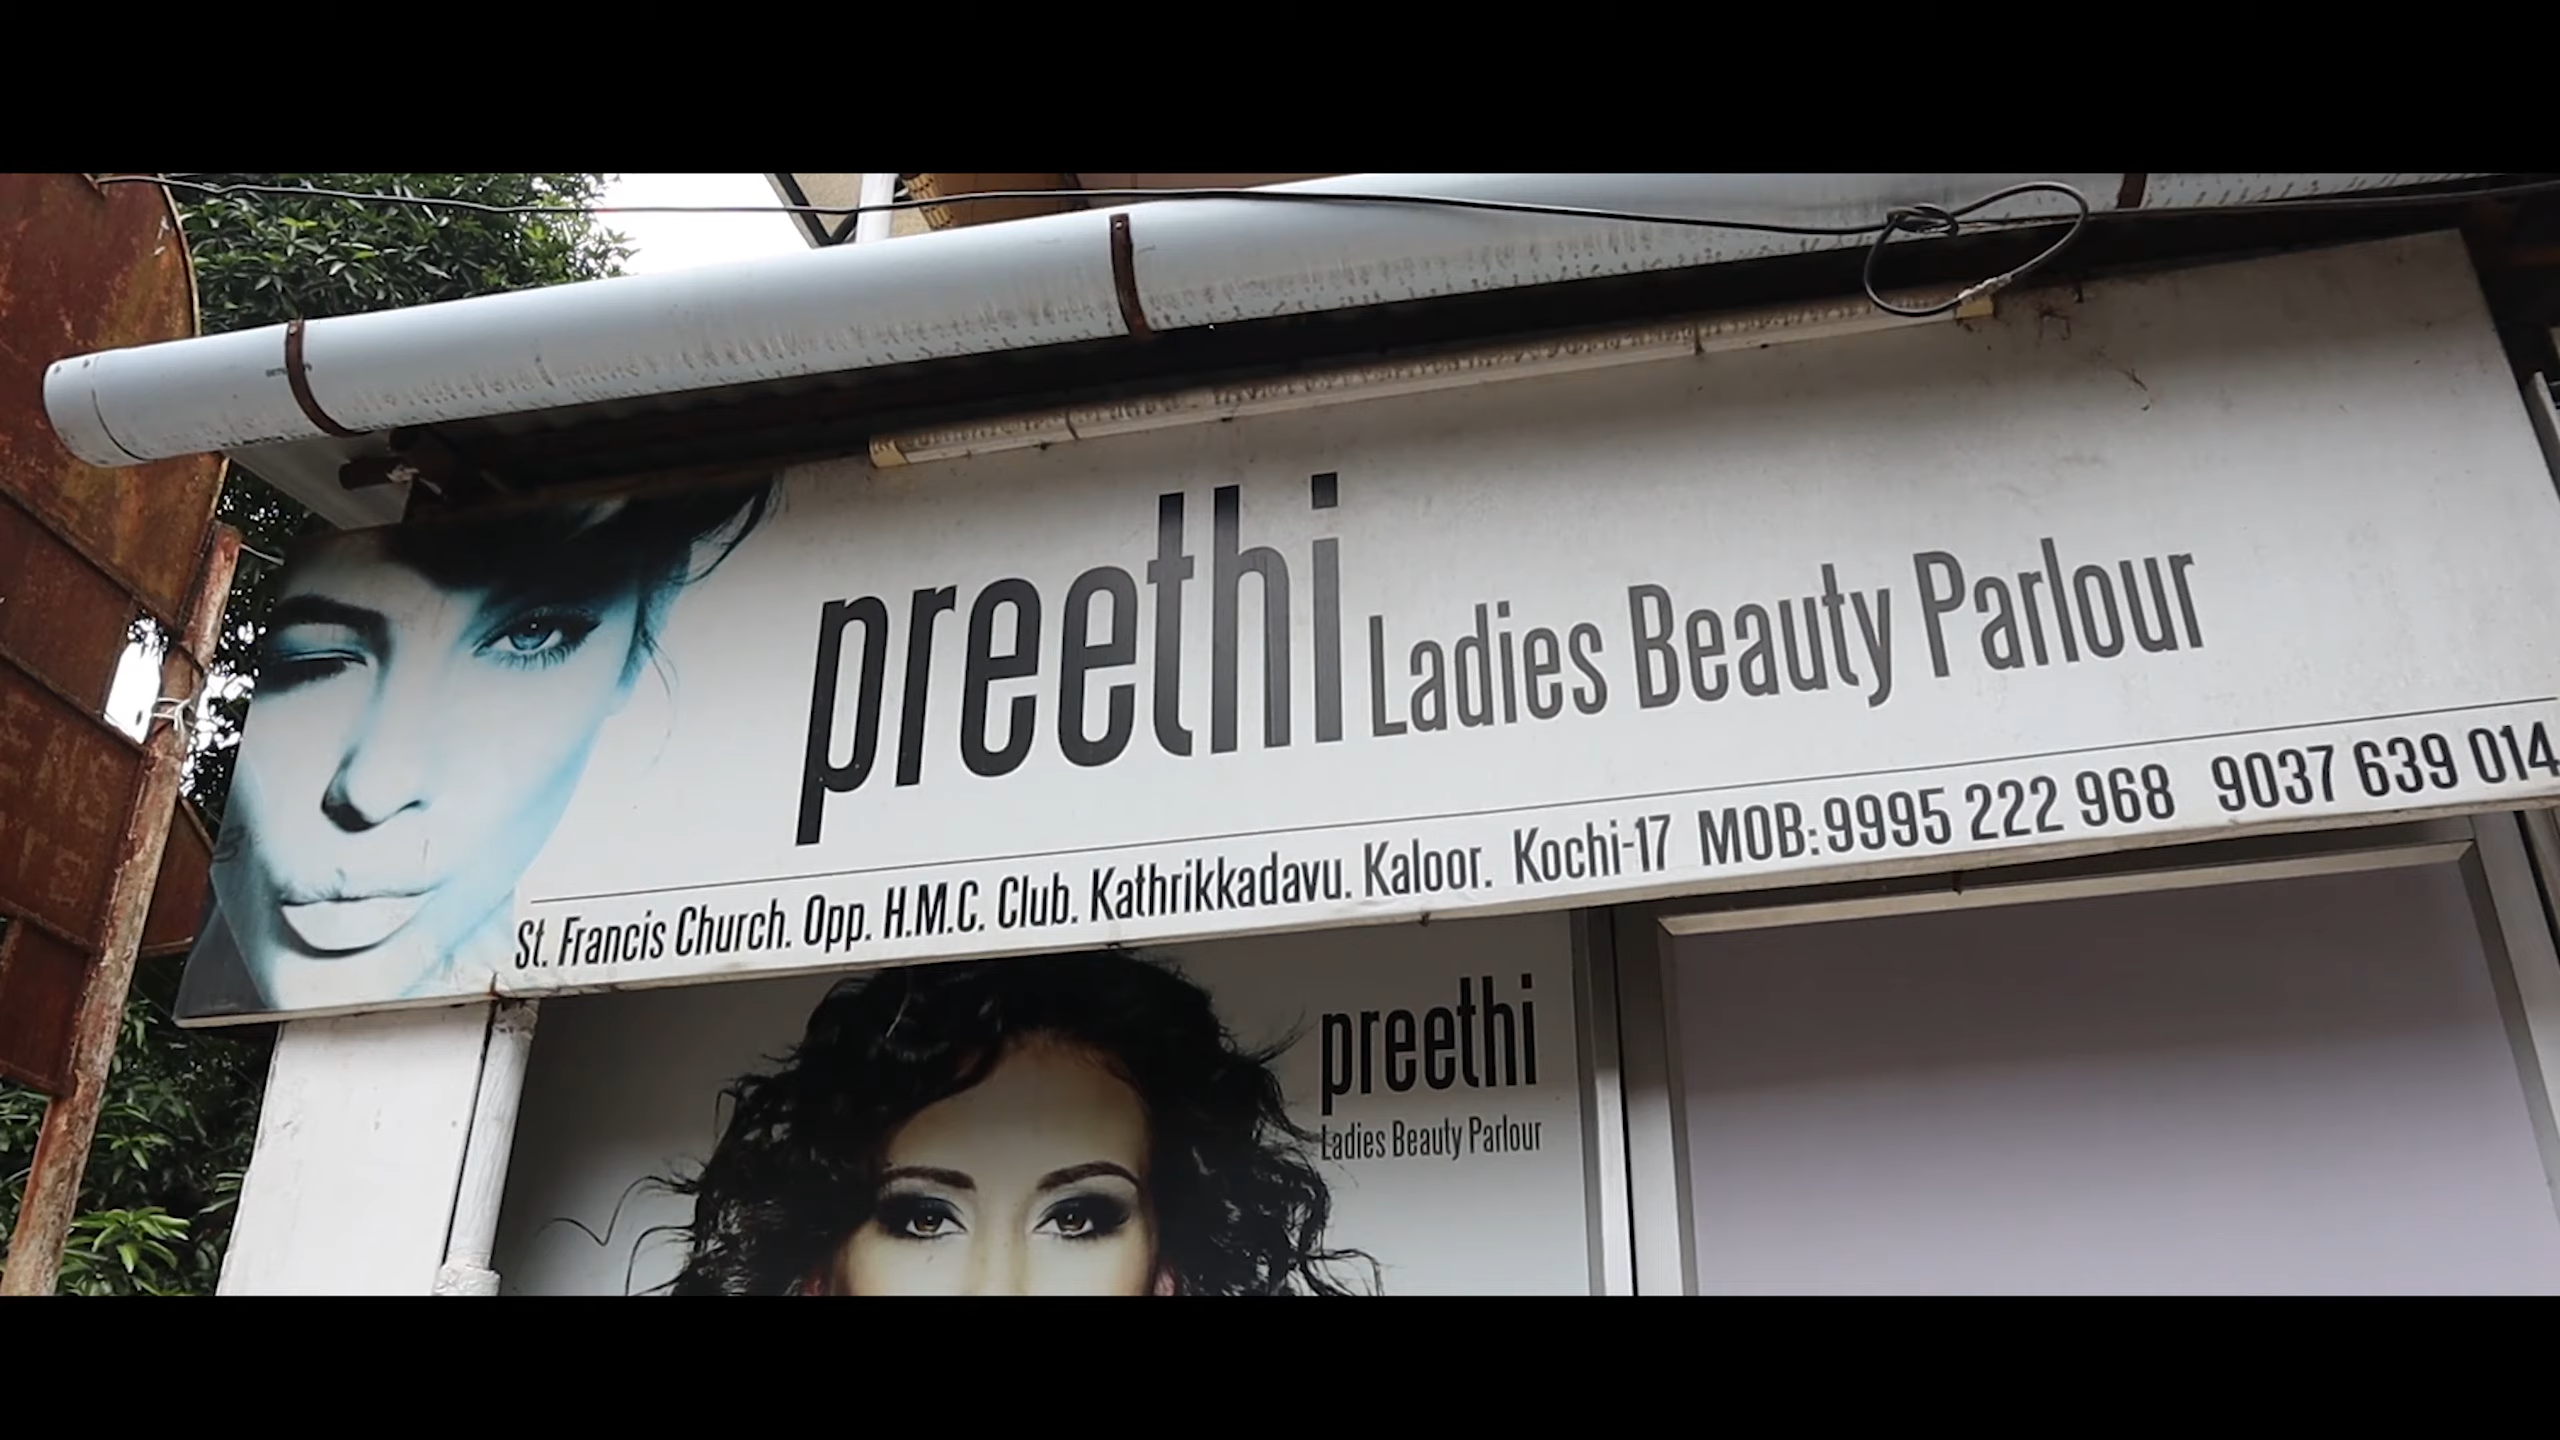 preethi Ladies Beauty Parlour
St. Francis Church. Opp. H.M.C. Club. Kathrikkadavu. Kaloor. Kochi-17 MOB:9995 222 968 9037 639 014
preethi
Ladies Beauty Parlour